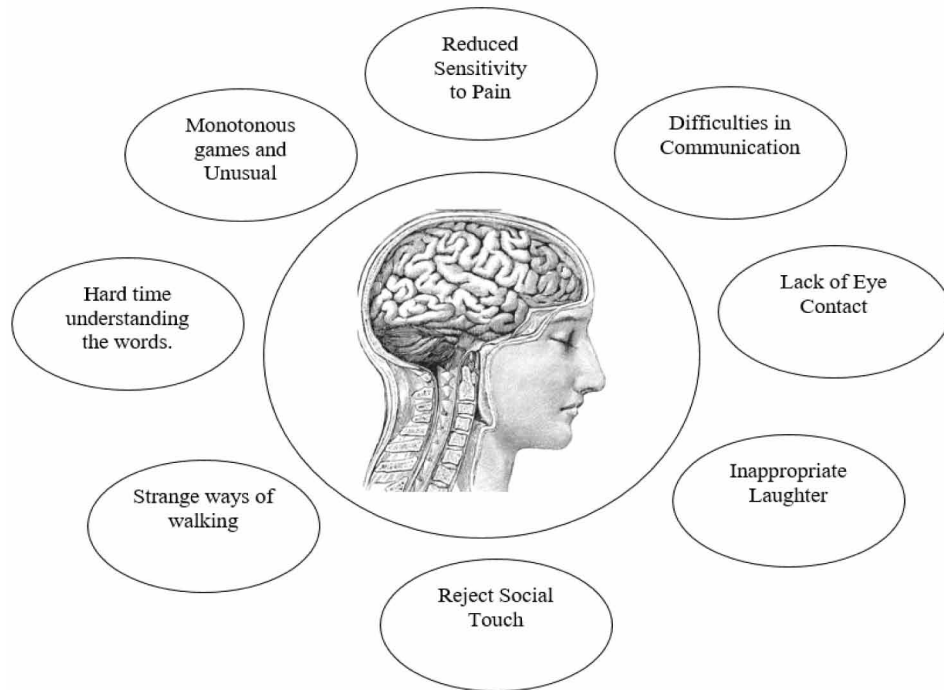 Reduced
Sensitivity
to Pain
Monotonous
games and
Unusual
Difficulties in
Communication
Hard time
understanding
the words.
Lack of Eye
Contact
Strange ways of
walking
Inappropriate
Laughter
Reject Social
Touch